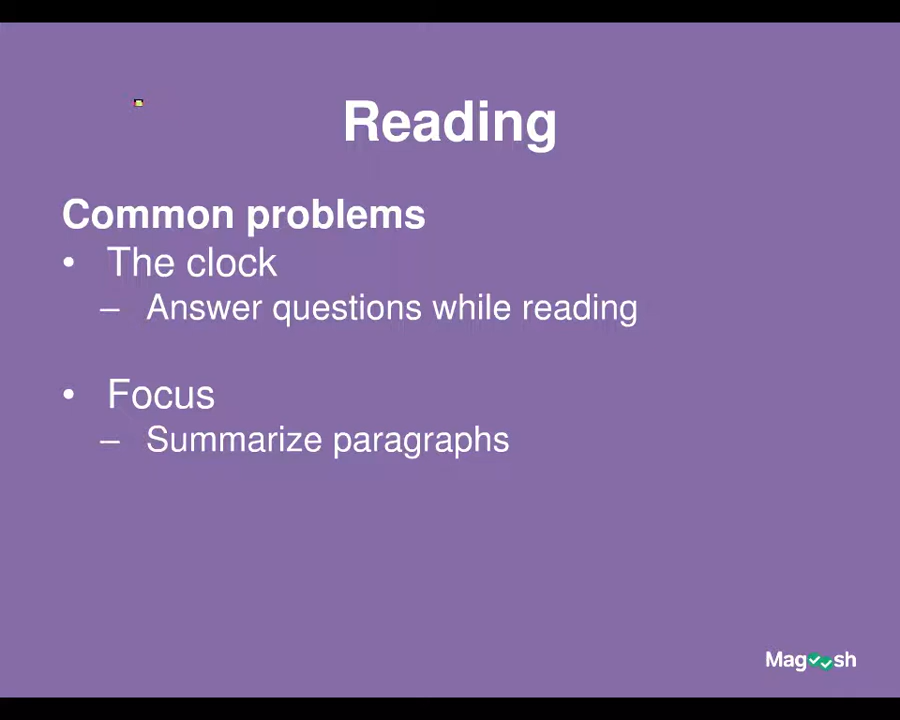 Reading
Common problems
• The clock
– Answer questions while reading
• Focus
– Summarize paragraphs
Magoosh